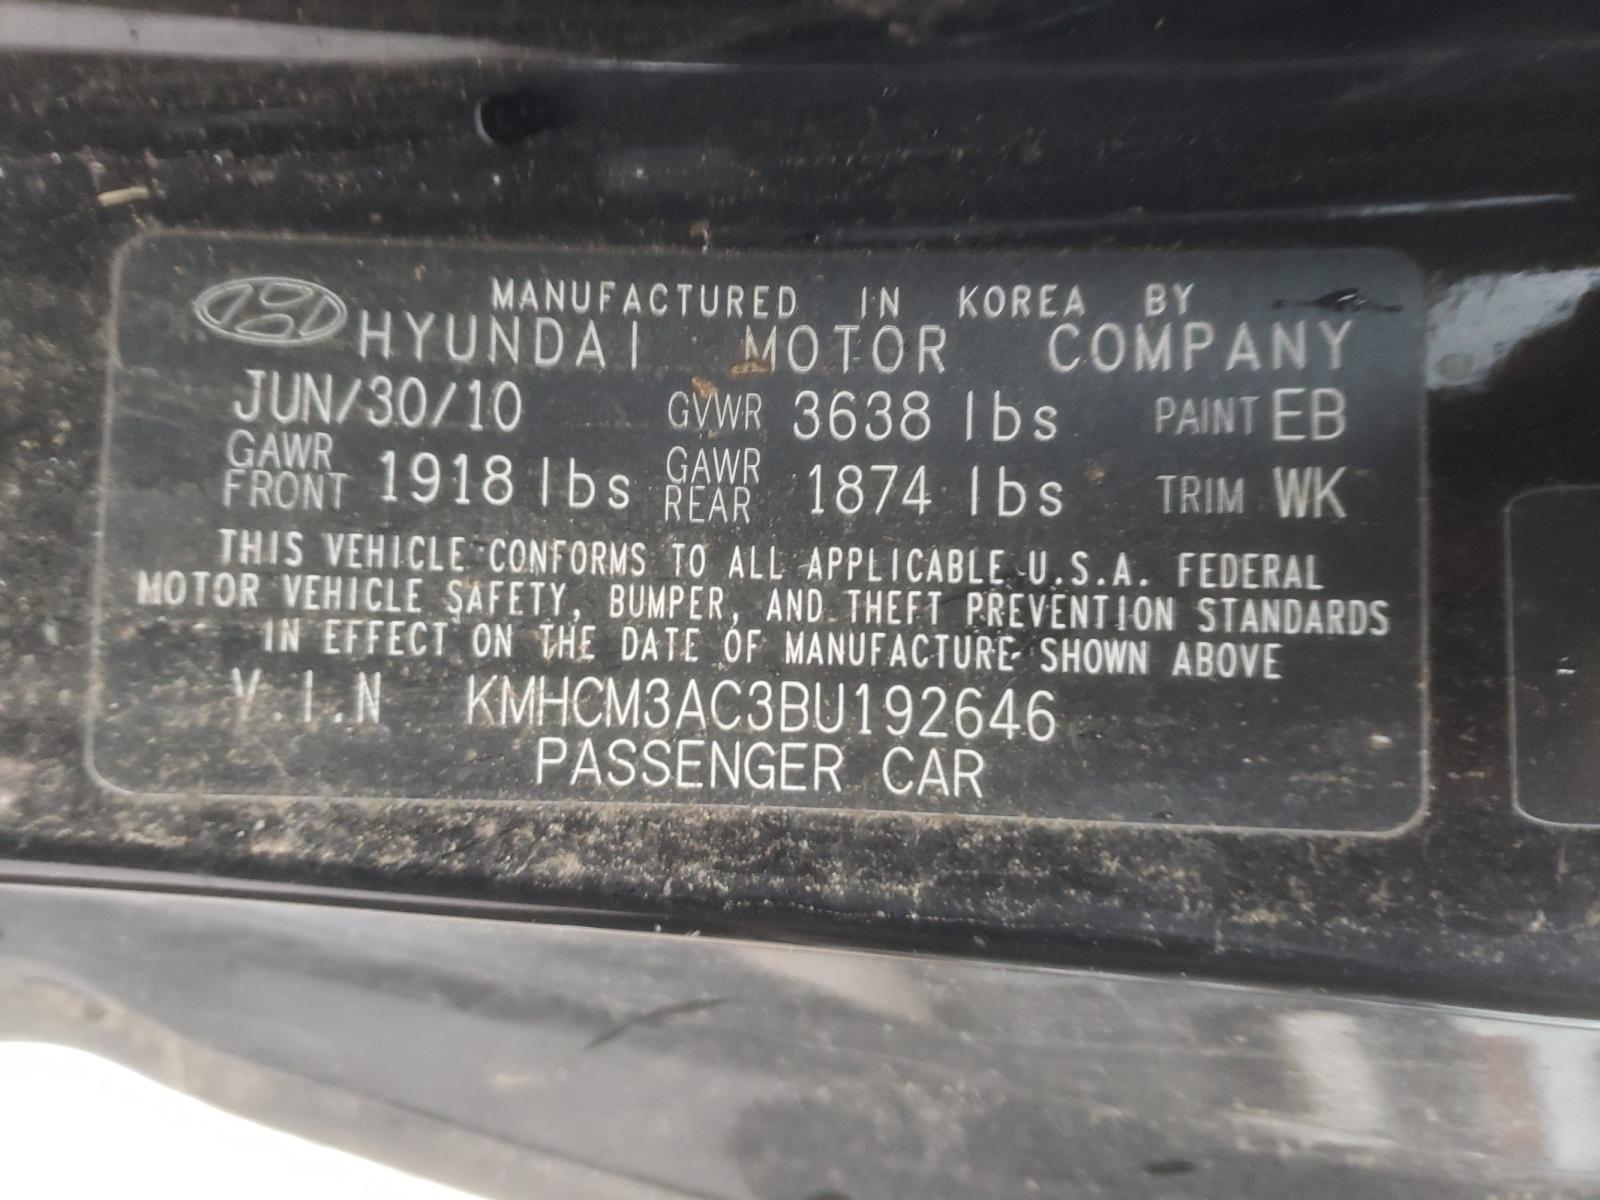 MANUFACTURED IN KOREA BY
HYUNDAI MOTOR COMPANY
JUN/30/10 GVWR 3638 lbs PAINT EB
GAWR FRONT 1918 lbs GAWR REAR 1874 lbs TRIM WK
THIS VEHICLE CONFORMS TO ALL APPLICABLE U.S.A. FEDERAL
MOTOR VEHICLE SAFETY, BUMPER, AND THEFT PREVENTION STANDARDS
IN EFFECT ON THE DATE OF MANUFACTURE SHOWN ABOVE
V.I.N KMHCM3AC3BU192646
PASSENGER CAR